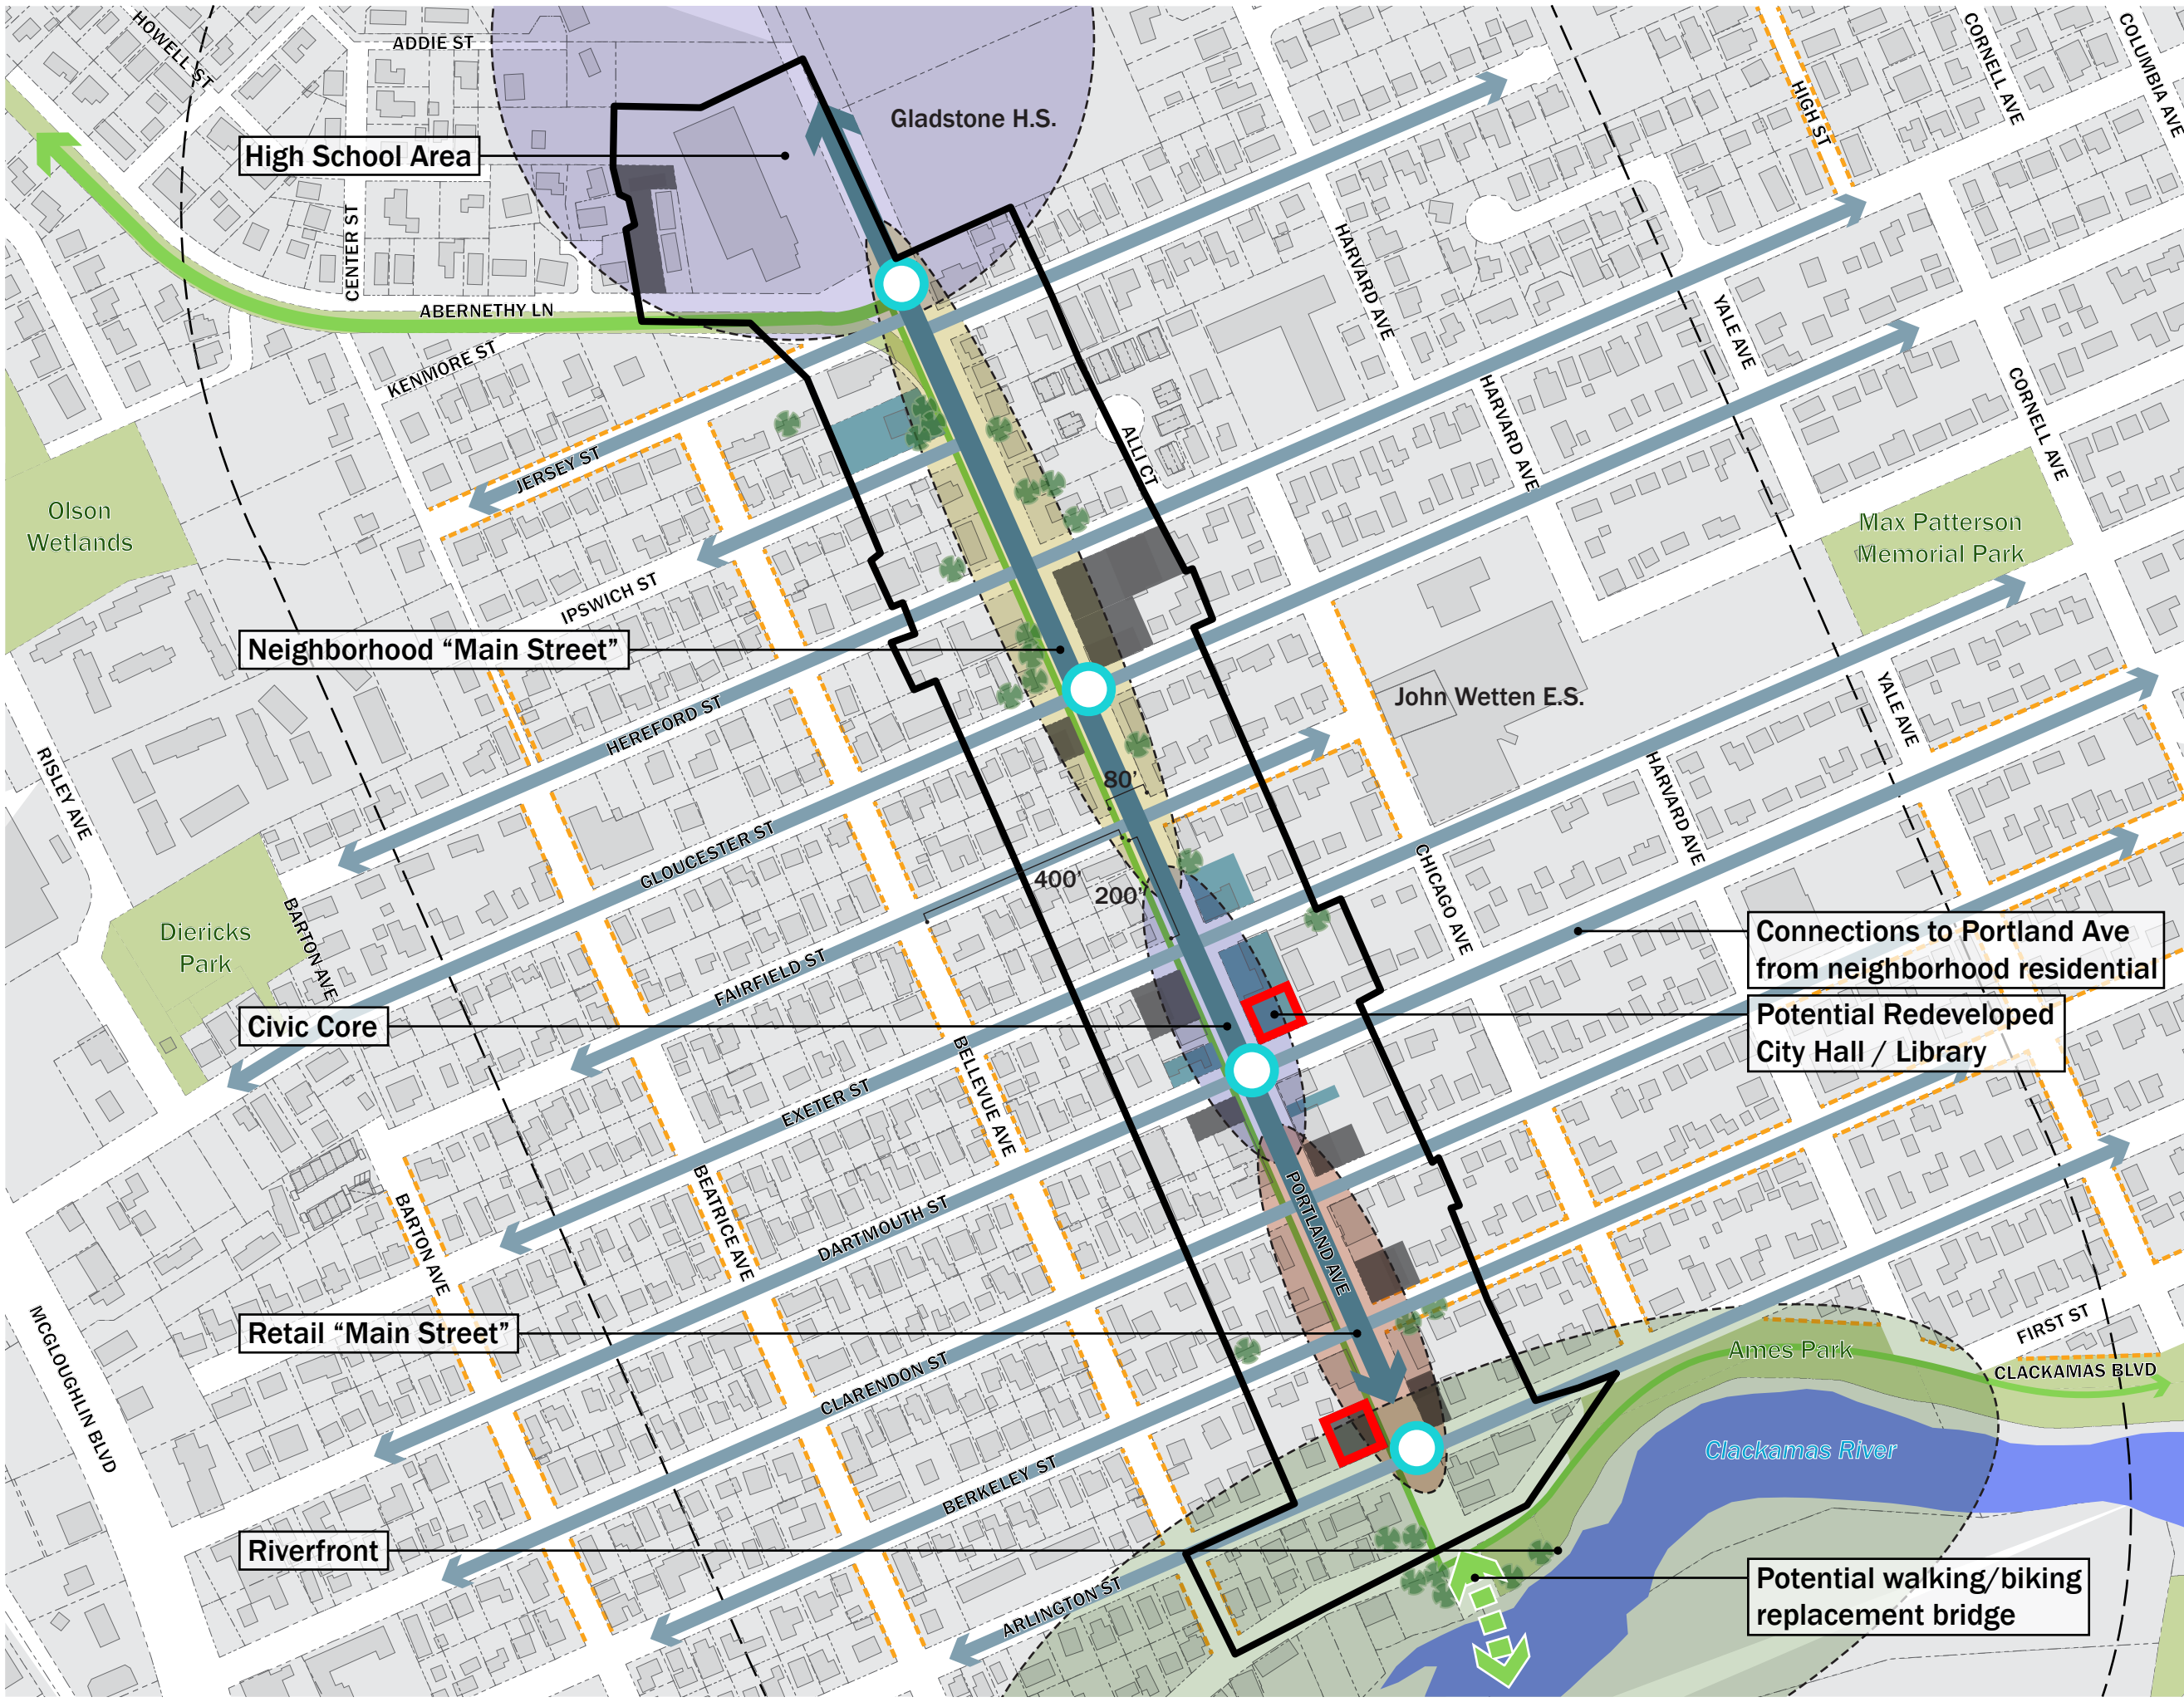 HOWELL ST
ADDIE ST
CORNELL AVE
COLUMBIA AVE
HIGH ST
Gladstone H.S.
High School Area
CENTER ST
ABERNETHY LN
HARVARD AVE
YALE AVE
KENMORE ST
HARVARD AVE
CORNELL AVE
JERSEY ST
ALLI CT
Olson
Wetlands
Max Patterson
Memorial Park
IPSWICH ST
Neighborhood “Main Street”
John Wetten E.S.
YALE AVE
HEREFORD ST
RISLEY AVE
HARVARD AVE
80'
GLOUCESTER ST
400'
200'
CHICAGO AVE
Diericks
Park
BARTON AVE
FAIRFIELD ST
Connections to Portland Ave
from neighborhood residential
Civic Core
Potential Redeveloped
City Hall / Library
BELLEVUE AVE
EXETER ST
BARTON AVE
BEATRICE AVE
DARTMOUTH ST
PORTLAND AVE
MCGLOUGHLIN BLVD
Retail “Main Street”
FIRST ST
Ames Park
CLACKAMAS BLVD
CLARENDON ST
Clackamas River
BERKELEY ST
Riverfront
ARLINGTON ST
Potential walking/biking
replacement bridge